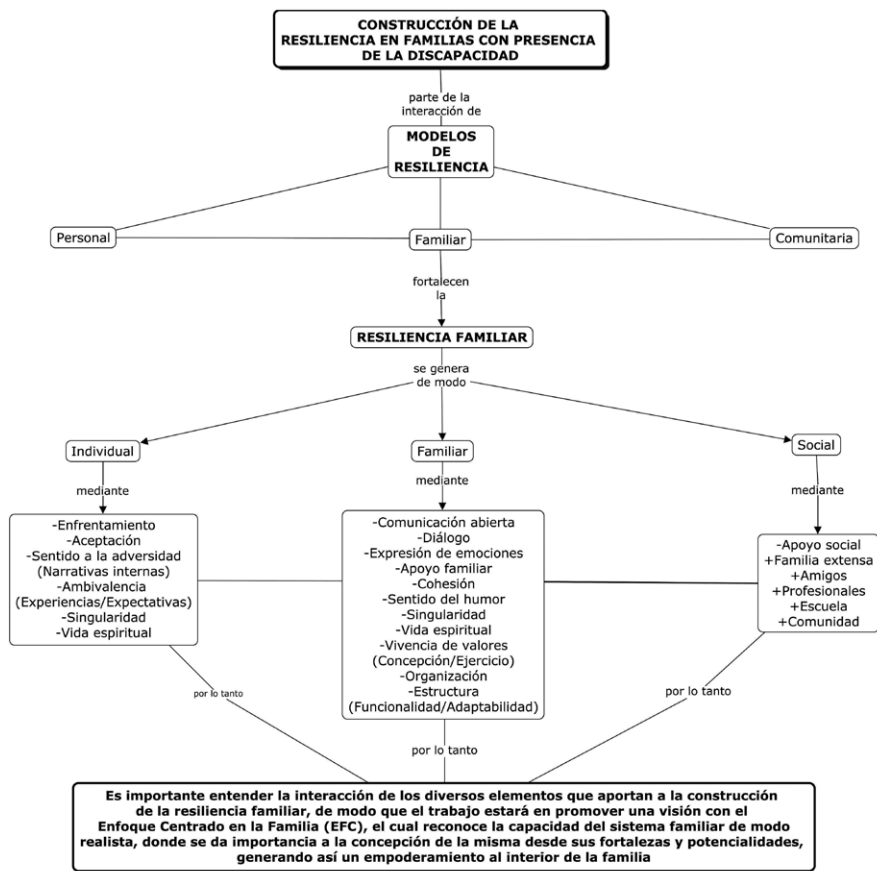 CONSTRUCCIÓN DE LA
RESILIENCIA EN FAMILIAS CON PRESENCIA
DE LA DISCAPACIDAD
parte de la
interacción de
MODELOS
DE
RESILIENCIA
Personal
Familiar
Comunitaria
fortalecen
la
RESILIENCIA FAMILIAR
se genera
de modo
Individual
Familiar
Social
mediante
mediante
mediante
-Enfrentamiento
-Aceptación
-Sentido a la adversidad
(Narrativas internas)
-Ambivalencia
(Experiencias/Expectativas)
-Singularidad
-Vida espiritual
-Comunicación abierta
-Diálogo
-Expresión de emociones
-Apoyo familiar
-Cohesión
-Sentido del humor
-Singularidad
-Vida espiritual
-Vivencia de valores
(Concepción/Ejercicio)
-Organización
-Estructura
(Funcionalidad/Adaptabilidad)
-Apoyo social
+Familia extensa
+Amigos
+Profesionales
+Escuela
+Comunidad
por lo tanto
por lo tanto
por lo tanto
Es importante entender la interacción de los diversos elementos que aportan a la construcción
de la resiliencia familiar, de modo que el trabajo estará en promover una visión con el
Enfoque Centrado en la Familia (EFC), el cual reconoce la capacidad del sistema familiar de modo
realista, donde se da importancia a la concepción de la misma desde sus fortalezas y potencialidades,
generando así un empoderamiento al interior de la familia